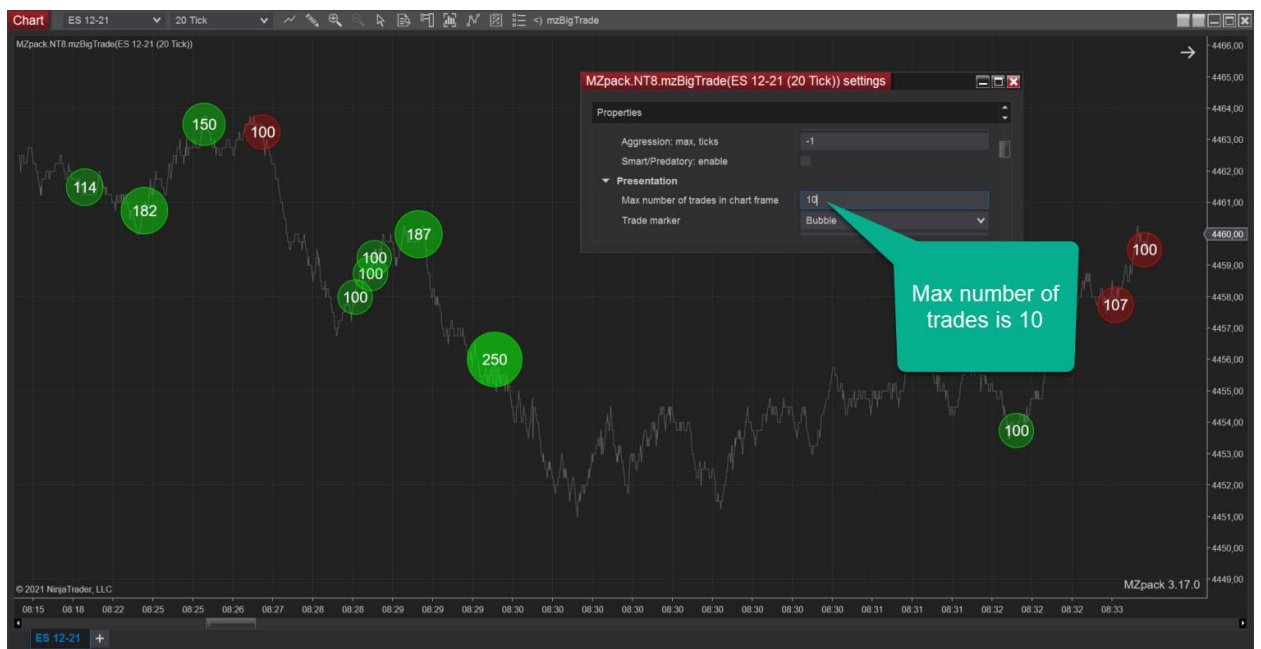 Chart ES 12-21 20 Tick <) mzBigTrade
MZpack.NT8.mzBigTrade(ES 12-21 (20 Tick))
4466,00
4465,00
4464,00
4463,00
4462,00
4461,00
4460,00
4459,00
4458,00
4457,00
4456,00
4455,00
4454,00
4453,00
4452,00
4451,00
4450,00
4449,00
MZpack.NT8.mzBigTrade(ES 12-21 (20 Tick)) settings
Properties
Aggression: max, ticks -1
Smart/Predatory: enable
Presentation
Max number of trades in chart frame 10
Trade marker Bubble
Max number of
trades is 10
150
100
114
182
187
100
100
100
250
100
107
100
© 2021 NinjaTrader, LLC
MZpack 3.17.0
08:15 08:18 08:22 08:25 08:25 08:26 08:27 08:28 08:28 08:29 08:29 08:29 08:30 08:30 08:30 08:30 08:30 08:30 08:30 08:30 08:30 08:31 08:31 08:31 08:32 08:32 08:32 08:33
ES 12-21 +